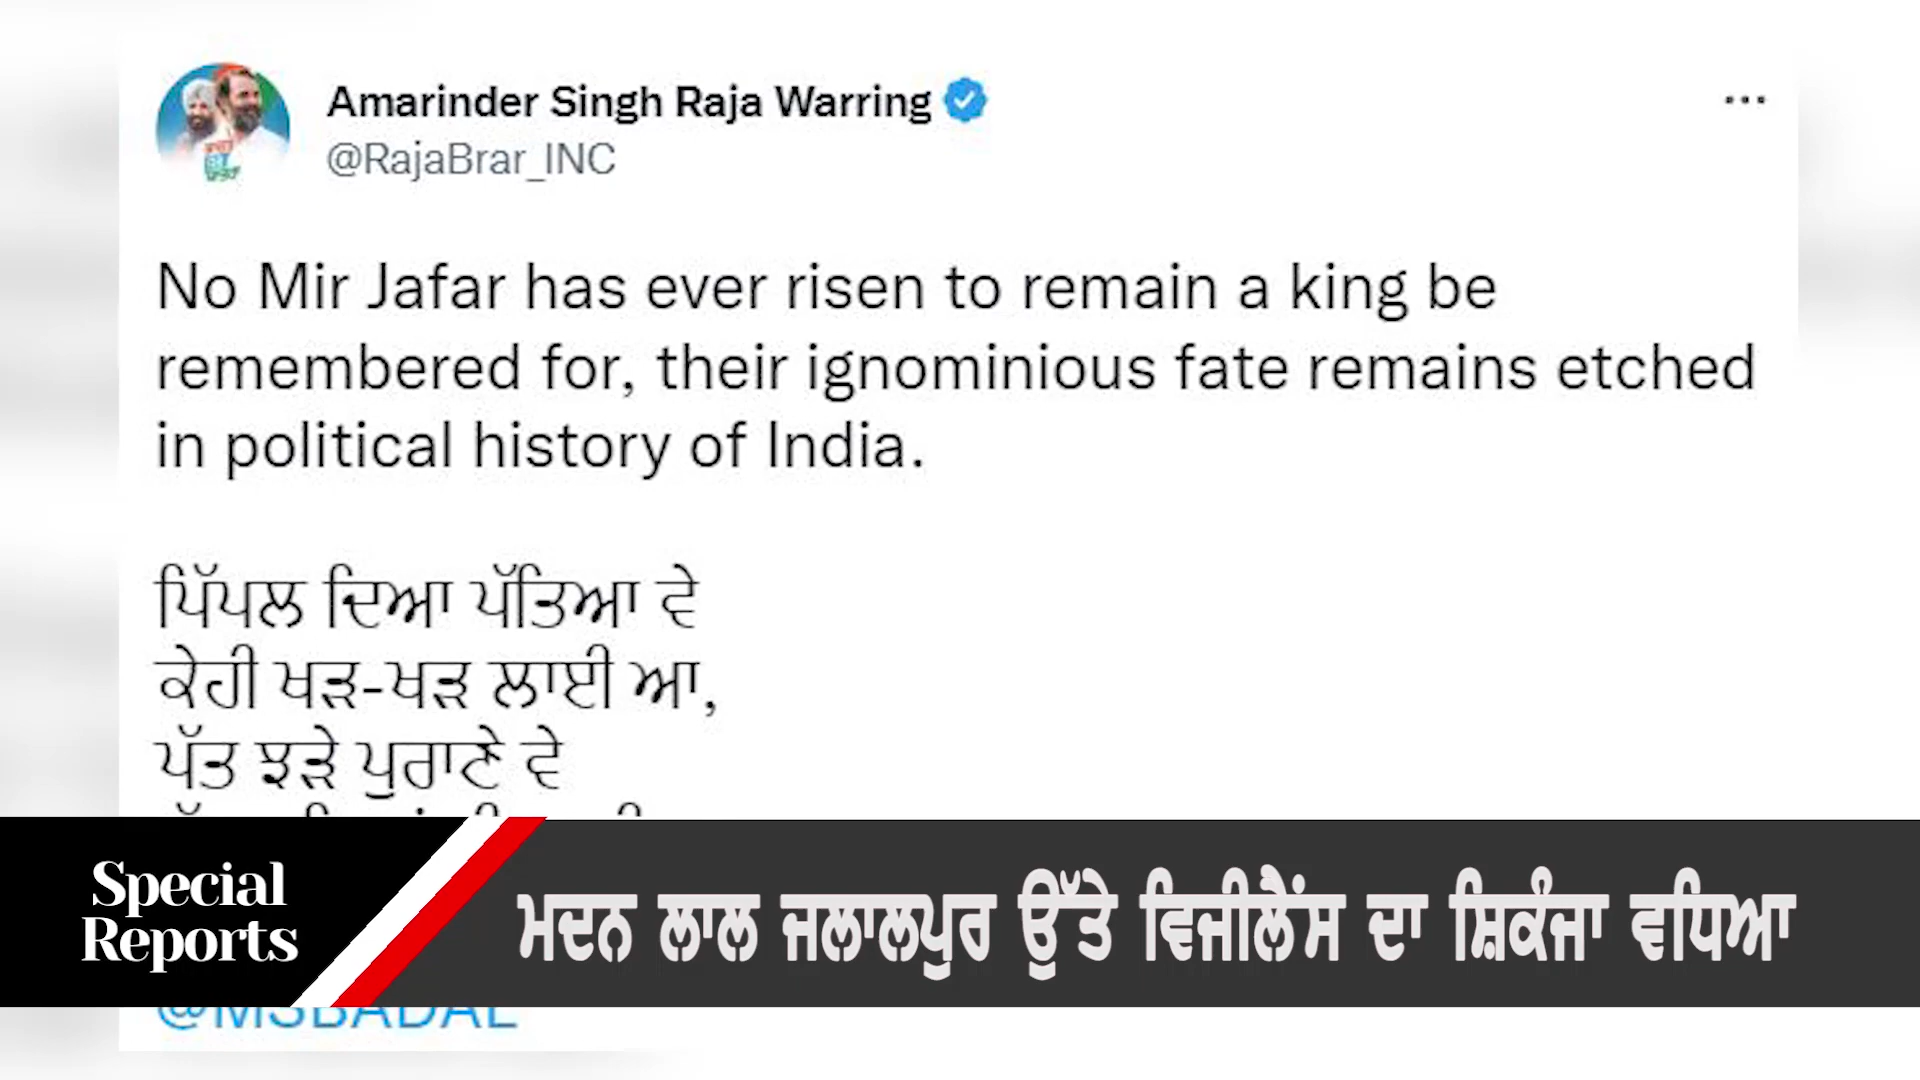 Amarinder Singh Raja Warring
@RajaBrar_INC
No Mir Jafar has ever risen to remain a king be
remembered for, their ignominious fate remains etched
in political history of India.
ਪਿੱਪਲ ਦਿਆ ਪੱਤਿਆ ਵੇ
ਕੇਹੀ ਖੜ-ਖੜ ਲਾਈ ਆ,
ਪੱਤ ਝੜੇ ਪੁਰਾਣੇ ਵੇ
Special
Reports
ਮਦਨ ਲਾਲ ਜਲਾਲਪੁਰ ਉੱਤੇ ਵਿਜੀਲੈਂਸ ਦਾ ਸ਼ਿਕੰਜਾ ਵਧਿਆ
@MSBADAL